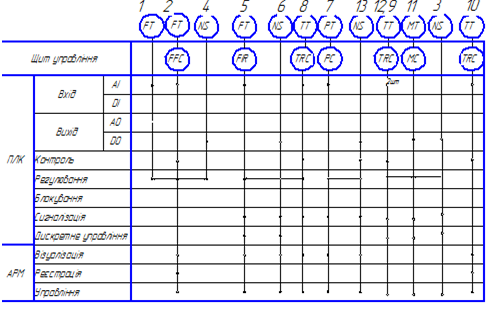 1 2 4 5 6 8 7 13 12,9 11 3 10
FT FT NS FT NS TT PT NS TT MT NS TT
Щит управління FFC FIR TRC PC TRC MC TRC
ПЛК
Вхід AI
DI
Вихід AO
DO
Контроль
Регулювання
Блокування
Сигналізація
Дискретне управління
АРМ
Візуалізація
Реєстрація
Управління